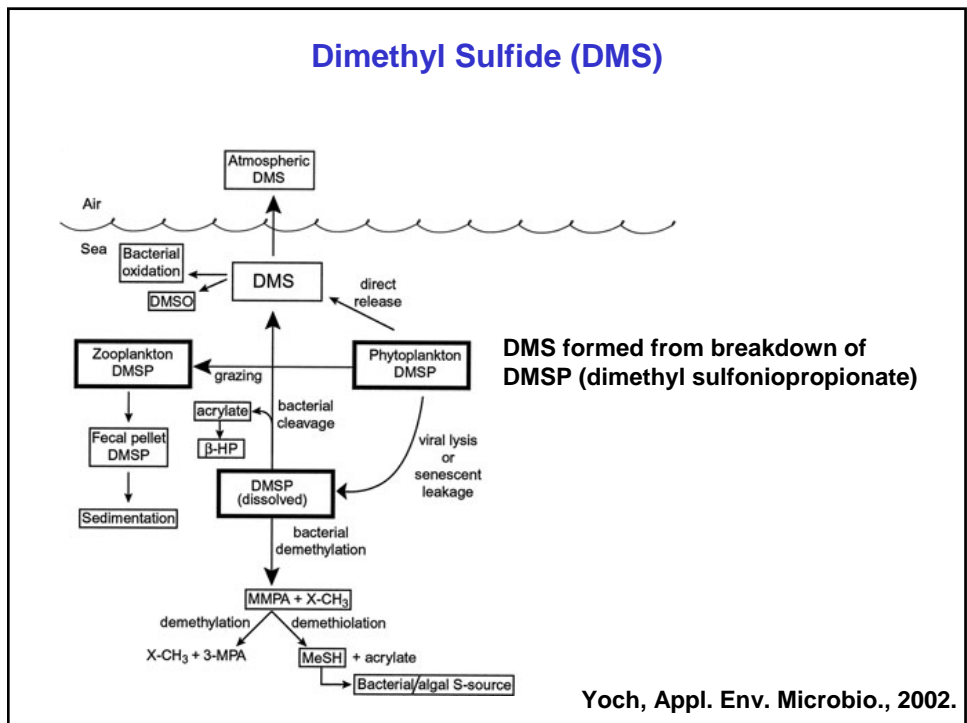 Dimethyl Sulfide (DMS)
Atmospheric
DMS
Air
Sea
Bacterial
oxidation
DMSO
DMS
direct
release
Zooplankton
DMSP
grazing
Phytoplankton
DMSP
DMS formed from breakdown of
DMSP (dimethyl sulfoniopropionate)
acrylate
β-HP
bacterial
cleavage
Fecal pellet
DMSP
viral lysis
or
senescent
leakage
DMSP
(dissolved)
Sedimentation
bacterial
demethylation
MMPA + X-CH₃
demethylation
demethiolation
X-CH₃ + 3-MPA
MeSH + acrylate
Bacterial/algal S-source
Yoch, Appl. Env. Microbio., 2002.